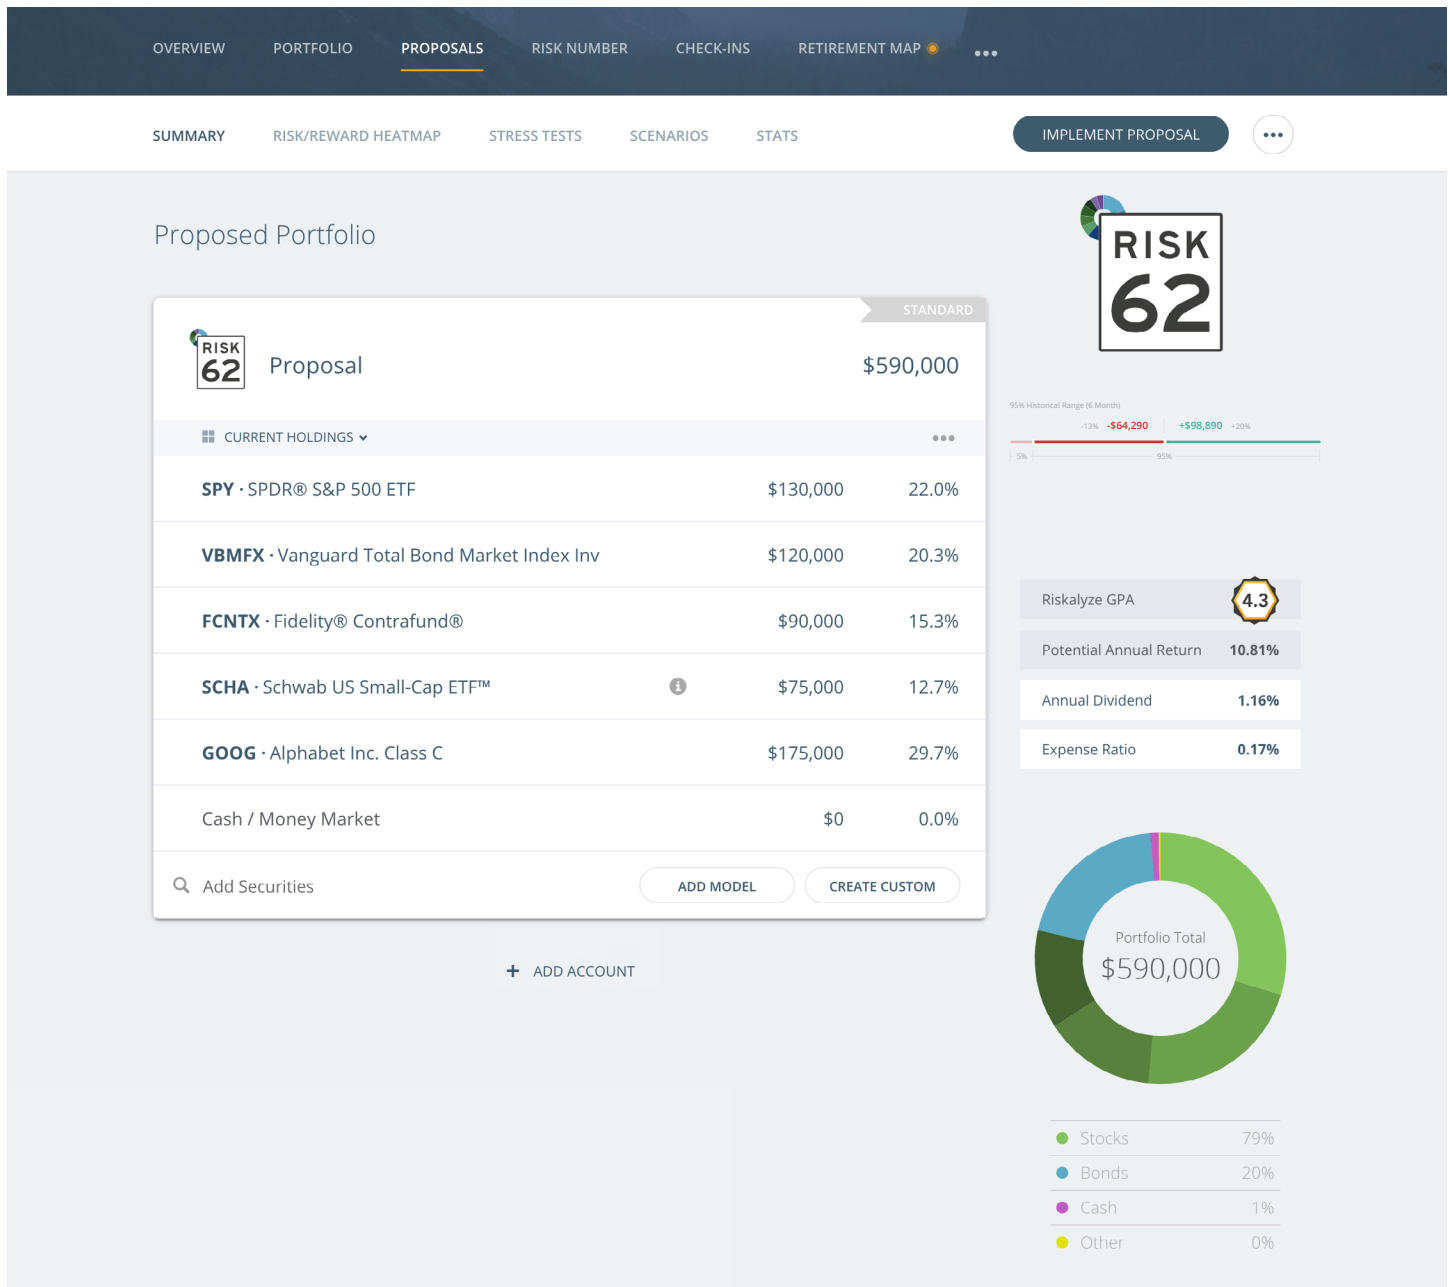 OVERVIEW PORTFOLIO PROPOSALS RISK NUMBER CHECK-INS RETIREMENT MAP
SUMMARY RISK/REWARD HEATMAP STRESS TESTS SCENARIOS STATS IMPLEMENT PROPOSAL
Proposed Portfolio
STANDARD
RISK
62
Proposal $590,000
CURRENT HOLDINGS
SPY · SPDR® S&P 500 ETF $130,000 22.0%
VBMFX · Vanguard Total Bond Market Index Inv $120,000 20.3%
FCNTX · Fidelity® Contrafund® $90,000 15.3%
SCHA · Schwab US Small-Cap ETF™ $75,000 12.7%
GOOG · Alphabet Inc. Class C $175,000 29.7%
Cash / Money Market $0 0.0%
Add Securities ADD MODEL CREATE CUSTOM
+ ADD ACCOUNT
RISK
62
95% Historical Range (6 Month)
-13% -$64,290 +$98,890 +20%
5% 95%
Riskalyze GPA 4.3
Potential Annual Return 10.81%
Annual Dividend 1.16%
Expense Ratio 0.17%
Portfolio Total
$590,000
Stocks 79%
Bonds 20%
Cash 1%
Other 0%